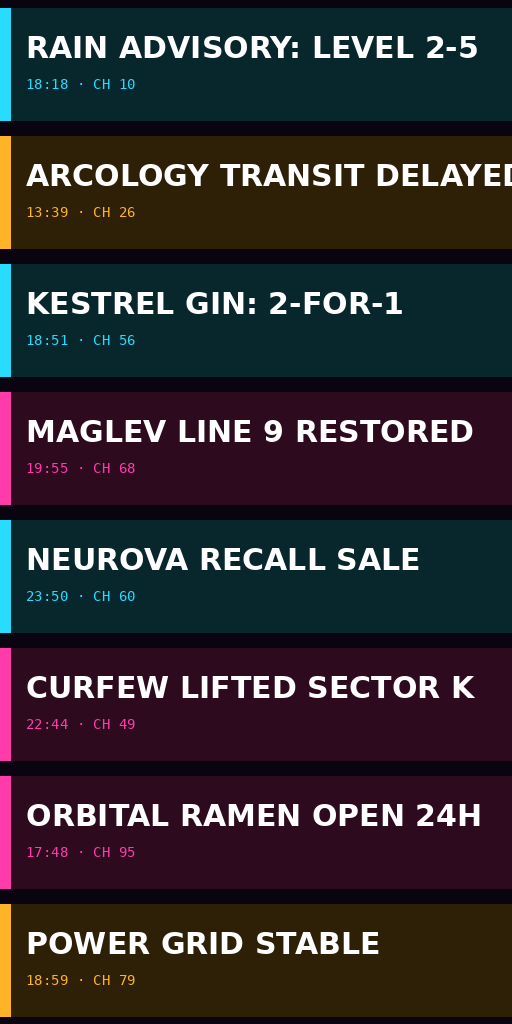 RAIN ADVISORY: LEVEL 2-5
18:18 · CH 10
ARCOLOGY TRANSIT DELAYED
13:39 · CH 26
KESTREL GIN: 2-FOR-1
18:51 · CH 56
MAGLEV LINE 9 RESTORED
19:55 · CH 68
NEUROVA RECALL SALE
23:50 · CH 60
CURFEW LIFTED SECTOR K
22:44 · CH 49
ORBITAL RAMEN OPEN 24H
17:48 · CH 95
POWER GRID STABLE
18:59 · CH 79